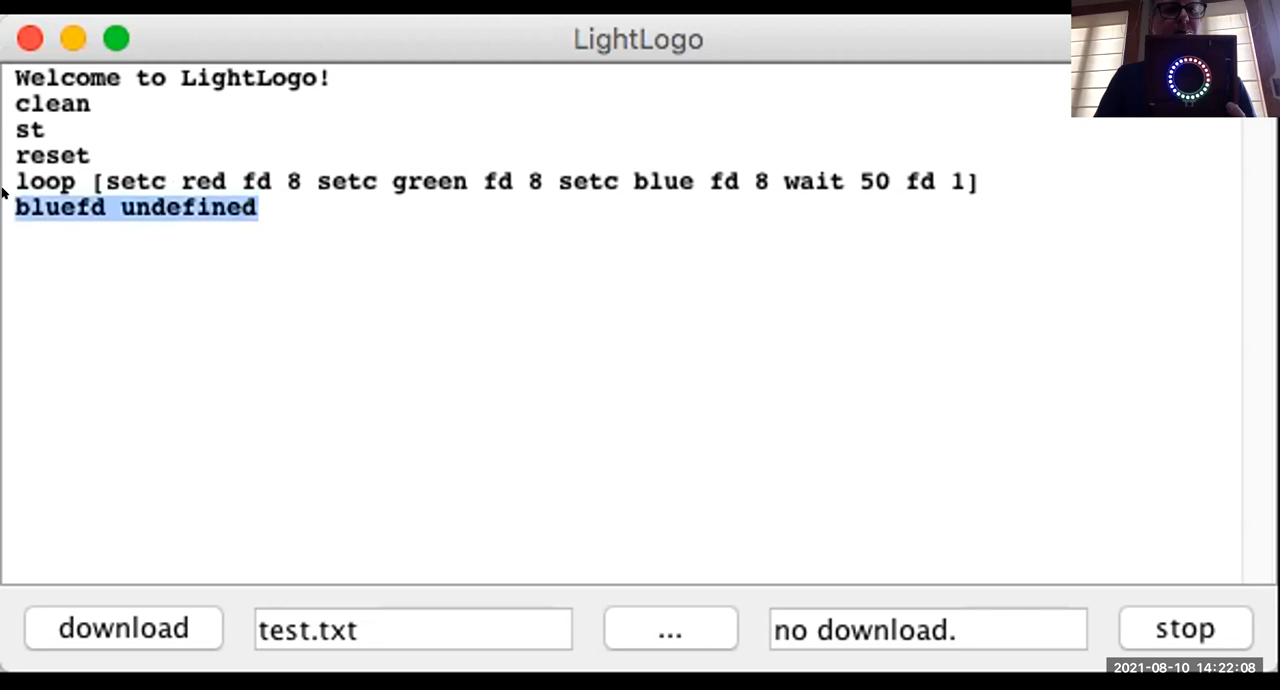 LightLogo
Welcome to LightLogo!
clean
st
reset
loop [setc red fd 8 setc green fd 8 setc blue fd 8 wait 50 fd 1]
bluefd undefined
download
test.txt
...
no download.
stop
2021-08-10 14:22:08